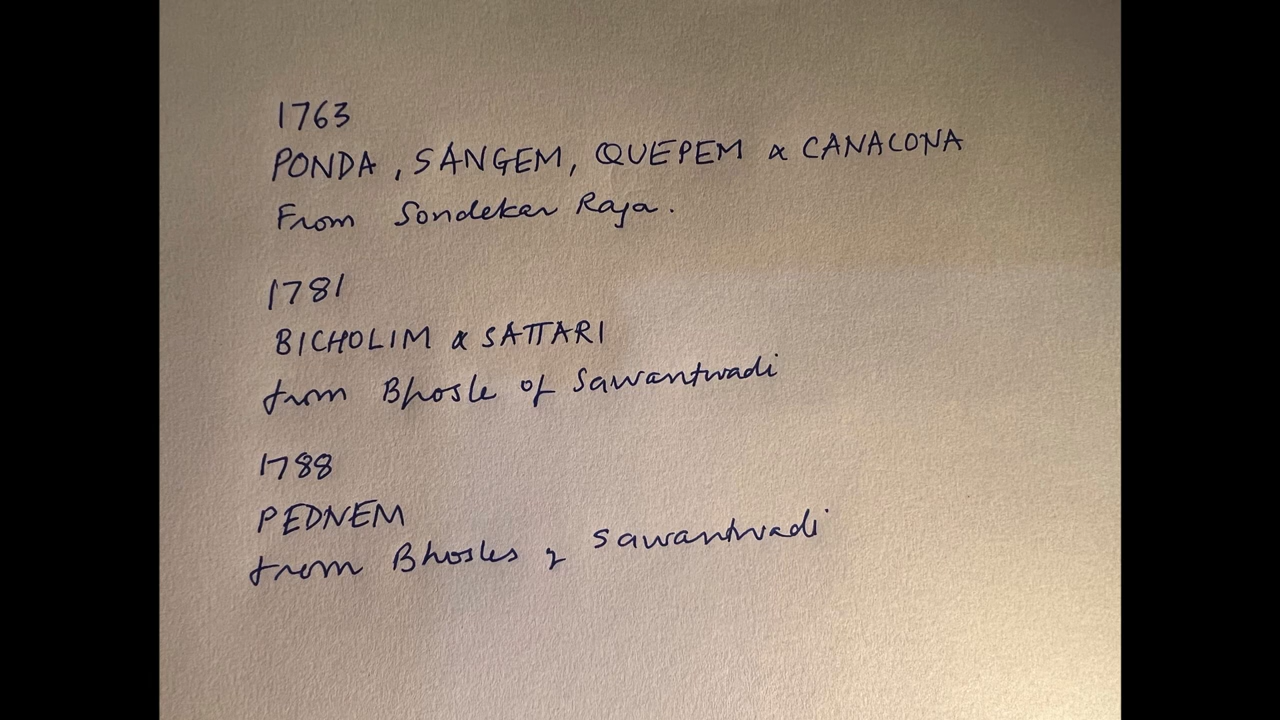 1763
PONDA, SANGEM, QUEPEM & CANACONA
From Sondekar Raja.
1781
BICHOLIM & SATTARI
from Bhosle of Sawantwadi
1788
PEDNEM
from Bhosles of Sawantwadi